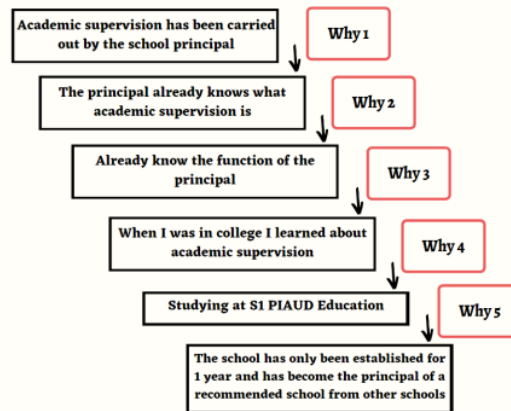 Academic supervision has been carried
out by the school principal
Why 1
The principal already knows what
academic supervision is
Why 2
Already know the function of the
principal
Why 3
When I was in college I learned about
academic supervision
Why 4
Studying at S1 PIAUD Education
Why 5
The school has only been established for
1 year and has become the principal of a
recommended school from other schools